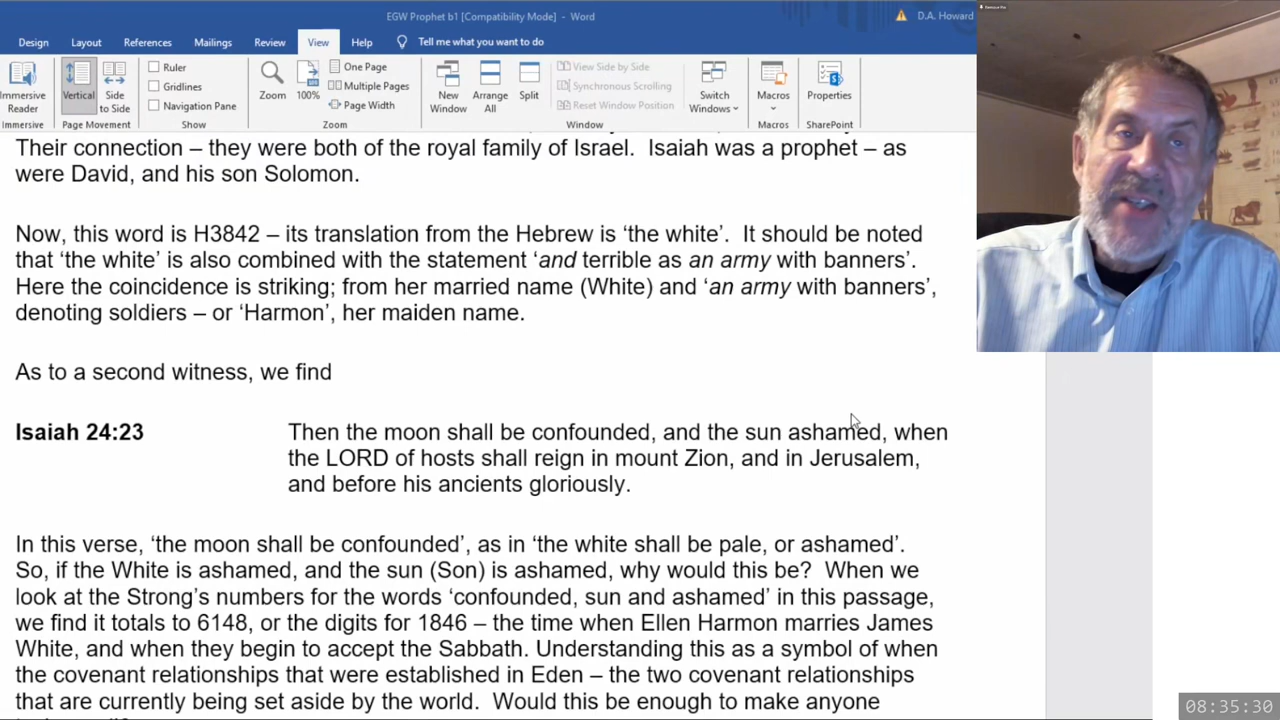 EGW Prophet b1 [Compatibility Mode] - Word
D.A. Howard
Design Layout References Mailings Review View Help Tell me what you want to do
Immersive Reader
Vertical
Side to Side
Ruler
Gridlines
Navigation Pane
Zoom
100%
One Page
Multiple Pages
Page Width
New Window
Arrange All
Split
View Side by Side
Synchronous Scrolling
Reset Window Position
Switch Windows
Macros
Properties
Immersive Page Movement Show Zoom Window Macros SharePoint
Their connection – they were both of the royal family of Israel. Isaiah was a prophet – as
were David, and his son Solomon.
Now, this word is H3842 – its translation from the Hebrew is ‘the white’. It should be noted
that ‘the white’ is also combined with the statement ‘and terrible as an army with banners’.
Here the coincidence is striking; from her married name (White) and ‘an army with banners’,
denoting soldiers – or ‘Harmon’, her maiden name.
As to a second witness, we find
Isaiah 24:23 Then the moon shall be confounded, and the sun ashamed, when
the LORD of hosts shall reign in mount Zion, and in Jerusalem,
and before his ancients gloriously.
In this verse, ‘the moon shall be confounded’, as in ‘the white shall be pale, or ashamed’.
So, if the White is ashamed, and the sun (Son) is ashamed, why would this be? When we
look at the Strong’s numbers for the words ‘confounded, sun and ashamed’ in this passage,
we find it totals to 6148, or the digits for 1846 – the time when Ellen Harmon marries James
White, and when they begin to accept the Sabbath. Understanding this as a symbol of when
the covenant relationships that were established in Eden – the two covenant relationships
that are currently being set aside by the world. Would this be enough to make anyone
08:35:30